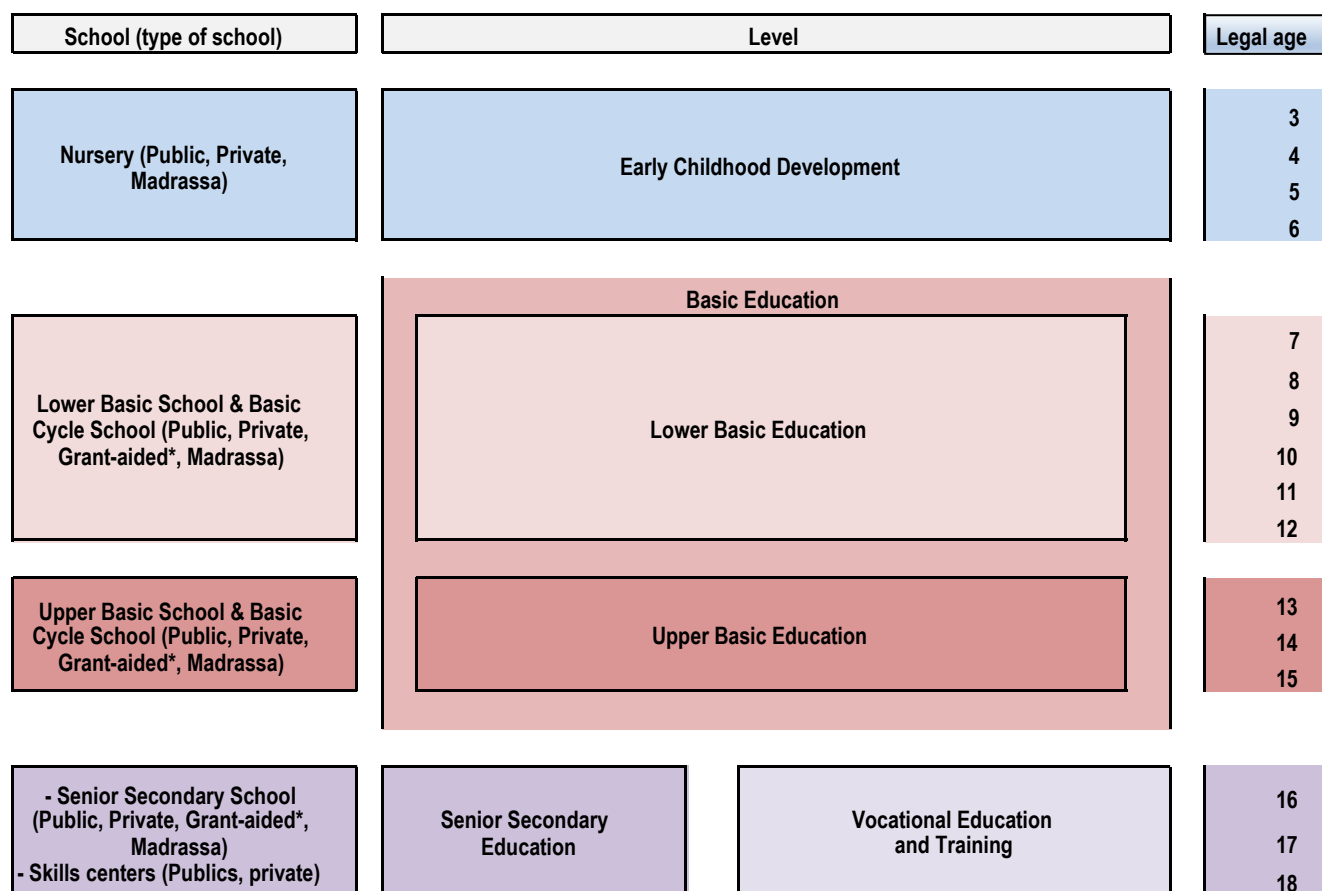 School (type of school)
Level
Legal age
Nursery (Public, Private,
Madrassa)
Early Childhood Development
3
4
5
6
Basic Education
Lower Basic School & Basic
Cycle School (Public, Private,
Grant-aided*, Madrassa)
Lower Basic Education
7
8
9
10
11
12
Upper Basic School & Basic
Cycle School (Public, Private,
Grant-aided*, Madrassa)
Upper Basic Education
13
14
15
- Senior Secondary School
(Public, Private, Grant-aided*,
Madrassa)
- Skills centers (Publics, private)
Senior Secondary
Education
Vocational Education
and Training
16
17
18